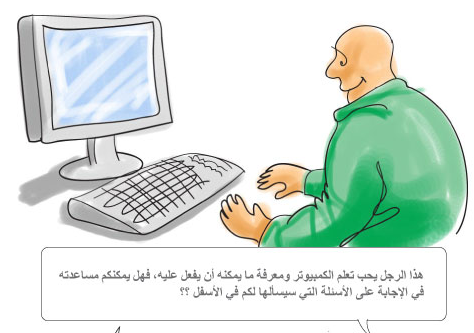 هذا الرجل يحب تعلم الكمبيوتر ومعرفة ما يمكنه أن يفعل عليه، فهل يمكنكم مساعدته
في الإجابة على الأسئلة التي سيسألها لكم في الأسفل ؟؟